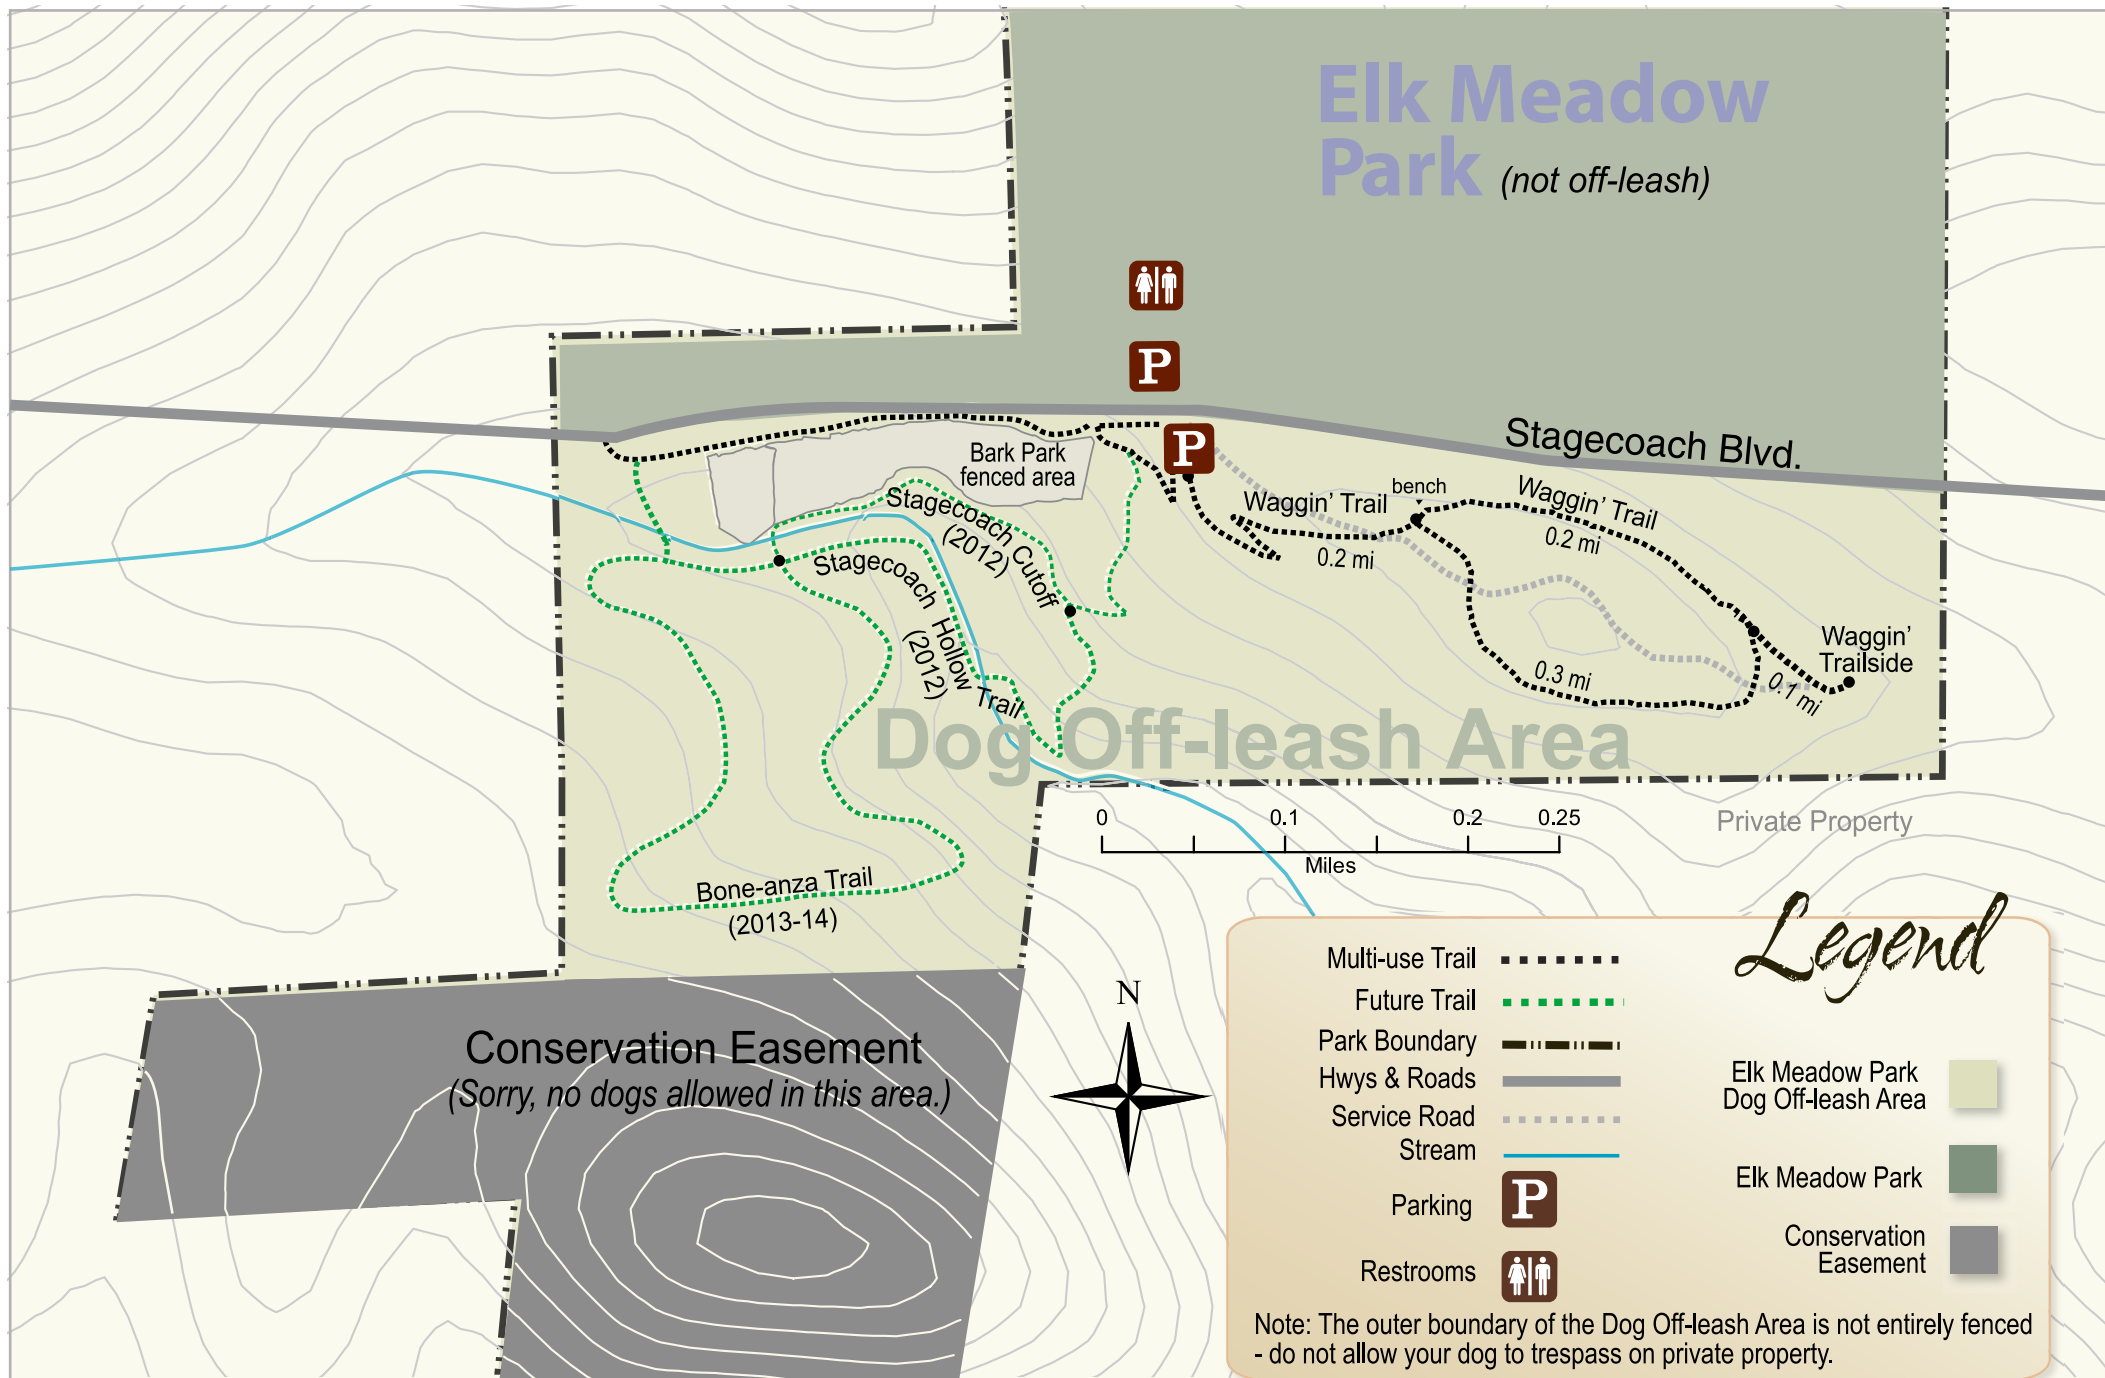 Elk Meadow
Park (not off-leash)
P
Stagecoach Blvd.
P
Bark Park
fenced area
bench
Waggin' Trail
0.2 mi
Waggin' Trail
0.2 mi
0.3 mi
0.1 mi
Waggin'
Trailside
Stagecoach Cutoff
(2012)
Stagecoach Hollow Trail
(2012)
Dog Off-leash Area
Bone-anza Trail
(2013-14)
0 0.1 0.2 0.25
Miles
Private Property
Conservation Easement
(Sorry, no dogs allowed in this area.)
N
Legend
Multi-use Trail
Future Trail
Park Boundary
Hwys & Roads
Service Road
Stream
Parking P
Restrooms
Elk Meadow Park
Dog Off-leash Area
Elk Meadow Park
Conservation
Easement
Note: The outer boundary of the Dog Off-leash Area is not entirely fenced
- do not allow your dog to trespass on private property.